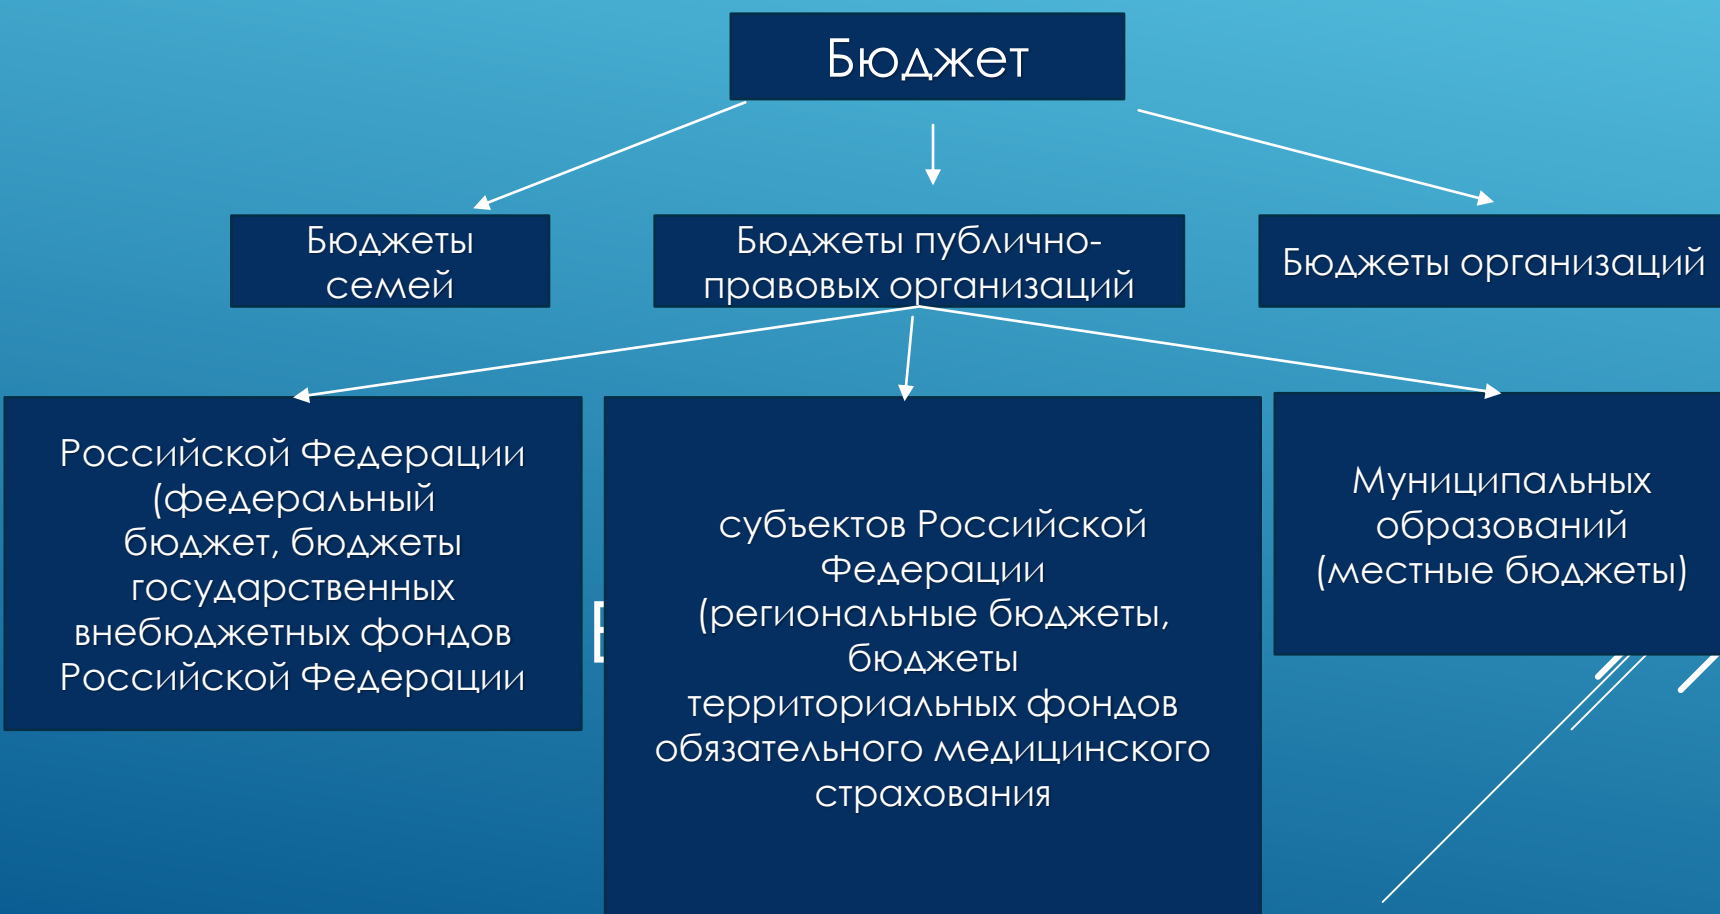 Бюджет
Бюджеты
семей
Бюджеты публично-
правовых организаций
Бюджеты организаций
Российской Федерации
(федеральный
бюджет, бюджеты
государственных
внебюджетных фондов
Российской Федерации
субъектов Российской
Федерации
(региональные бюджеты,
бюджеты
территориальных фондов
обязательного медицинского
страхования
Муниципальных
образований
(местные бюджеты)